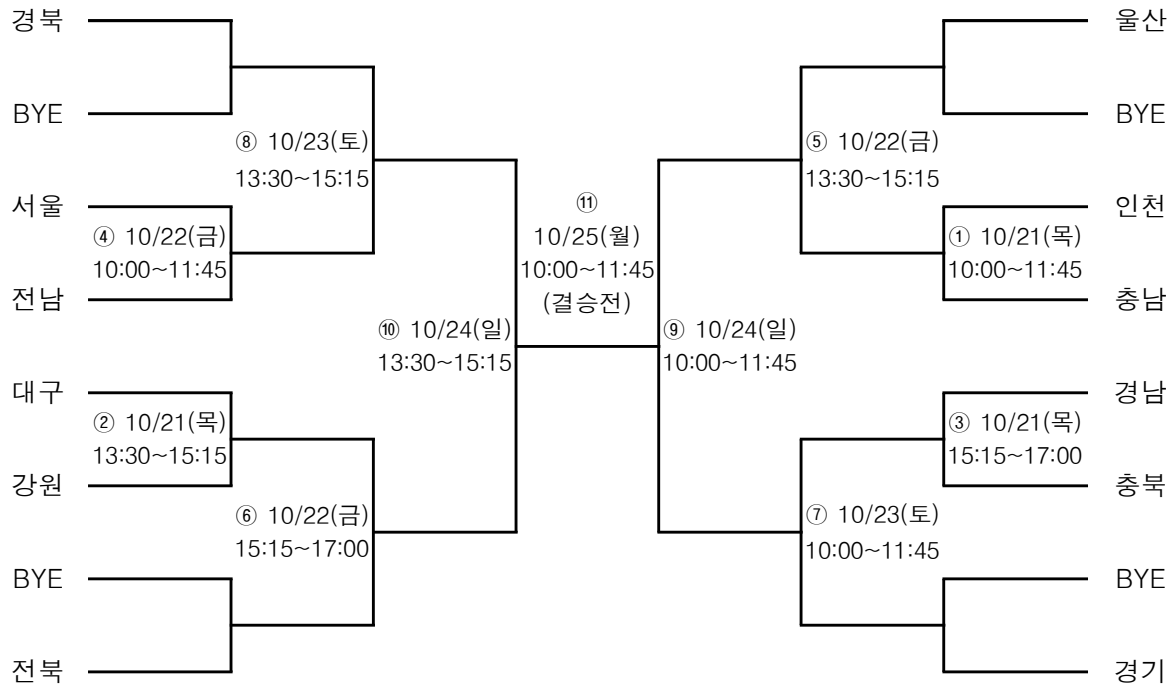 경북
BYE
⑧ 10/23(토)
13:30~15:15
서울
④ 10/22(금)
10:00~11:45
전남
⑩ 10/24(일)
13:30~15:15
대구
② 10/21(목)
13:30~15:15
강원
⑥ 10/22(금)
15:15~17:00
BYE
전북
⑪
10/25(월)
10:00~11:45
(결승전)
울산
BYE
⑤ 10/22(금)
13:30~15:15
인천
① 10/21(목)
10:00~11:45
충남
⑨ 10/24(일)
10:00~11:45
경남
③ 10/21(목)
15:15~17:00
충북
⑦ 10/23(토)
10:00~11:45
BYE
경기